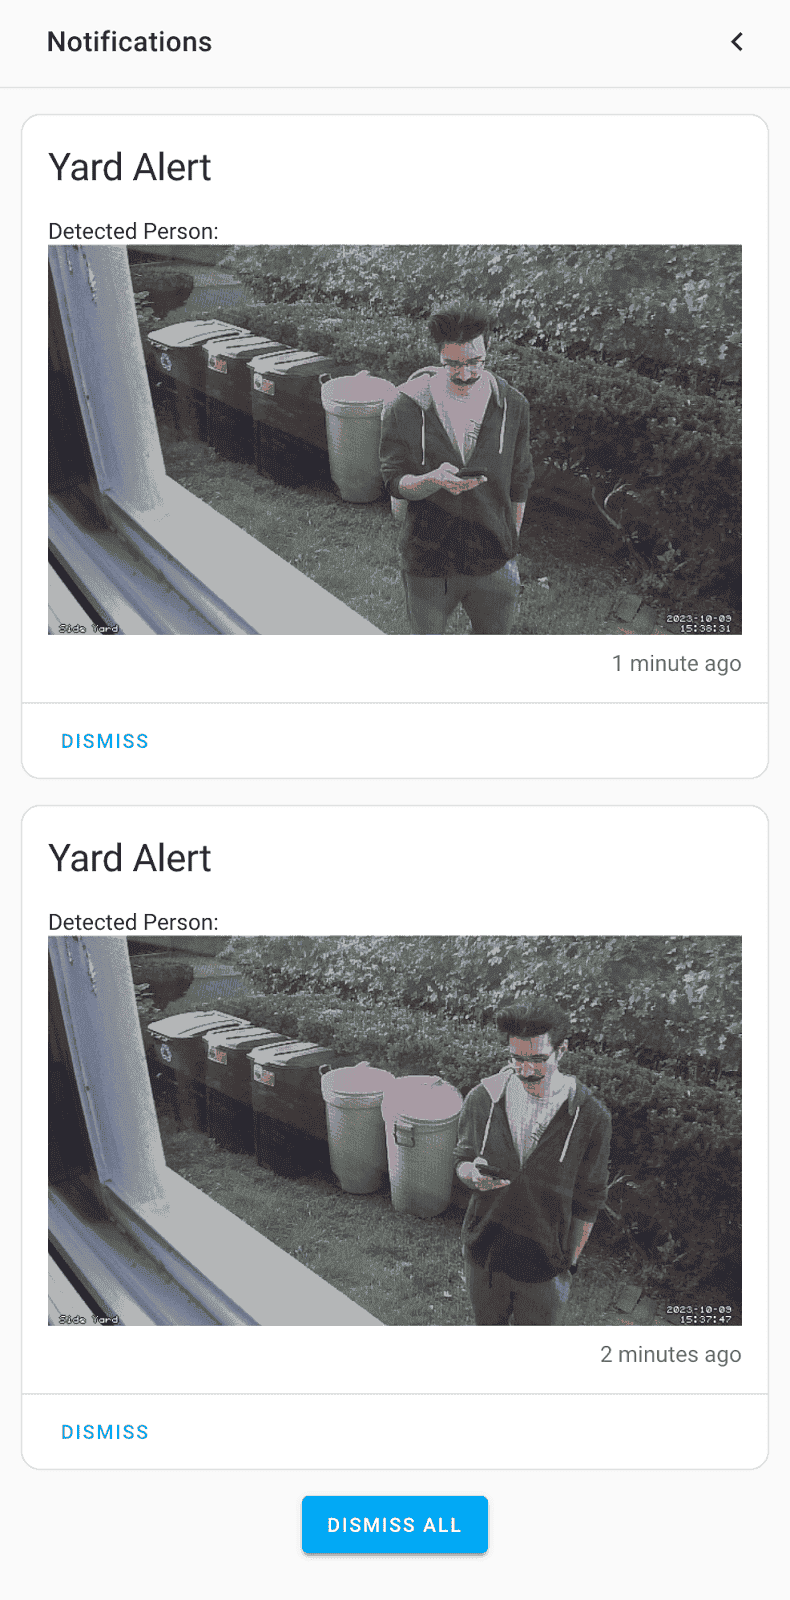 Notifications
Yard Alert
Detected Person:
Side Yard
2023-10-09
15:38:31
1 minute ago
DISMISS
Yard Alert
Detected Person:
Side Yard
2023-10-09
15:37:47
2 minutes ago
DISMISS
DISMISS ALL